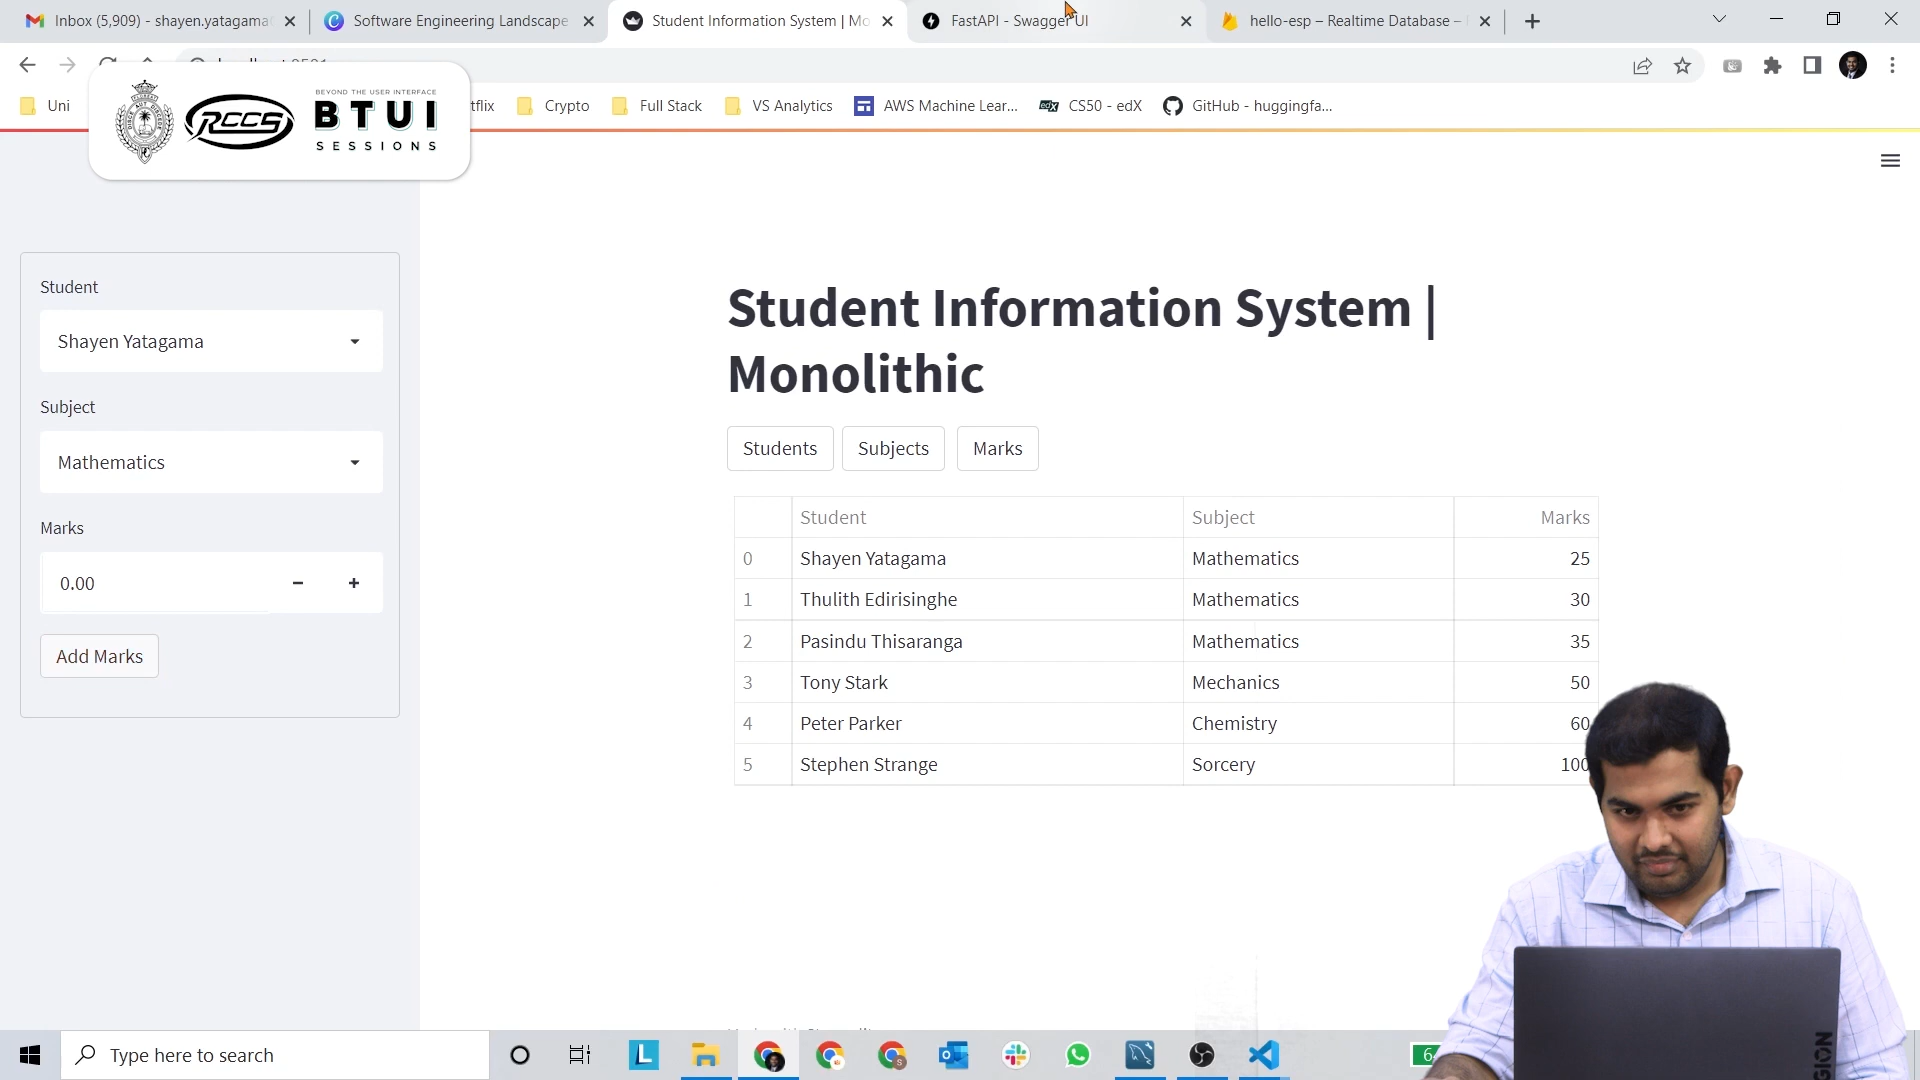 Inbox (5,909) - shayen.yatagama
Software Engineering Landscape
Student Information System | Mo
FastAPI - Swagger UI
hello-esp – Realtime Database –
Uni
BEYOND THE USER INTERFACE
RCCS
BTUI
SESSIONS
tflix
Crypto
Full Stack
VS Analytics
AWS Machine Lear...
edX
CS50 - edX
GitHub - huggingfa...
Student
Shayen Yatagama
Subject
Mathematics
Marks
0.00
Add Marks
Student Information System |
Monolithic
Students
Subjects
Marks
Student Subject Marks
0 Shayen Yatagama Mathematics 25
1 Thulith Edirisinghe Mathematics 30
2 Pasindu Thisaranga Mathematics 35
3 Tony Stark Mechanics 50
4 Peter Parker Chemistry 60
5 Stephen Strange Sorcery 100
Type here to search
L
64